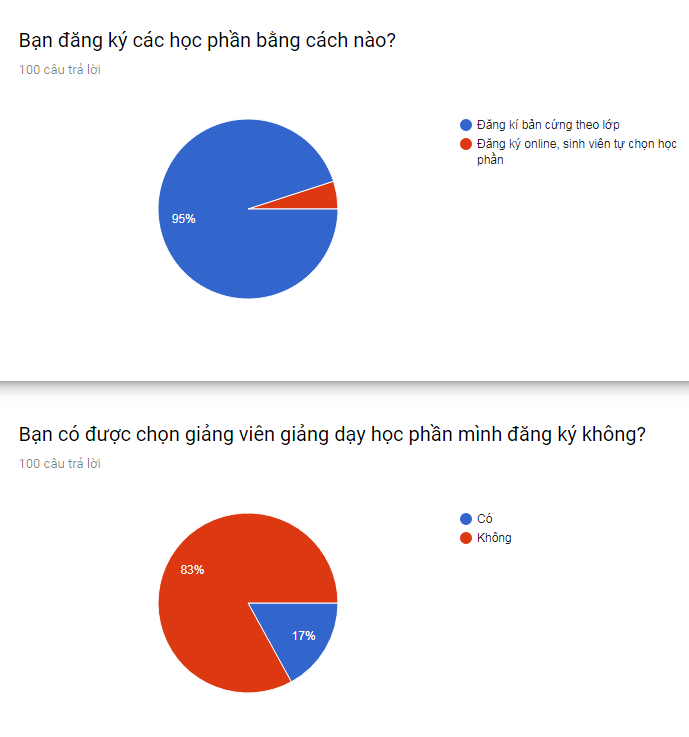 Bạn đăng ký các học phần bằng cách nào?
100 câu trả lời
Đăng kí bản cứng theo lớp
Đăng ký online, sinh viên tự chọn học
phần
95%
Bạn có được chọn giảng viên giảng dạy học phần mình đăng ký không?
100 câu trả lời
Có
Không
83%
17%